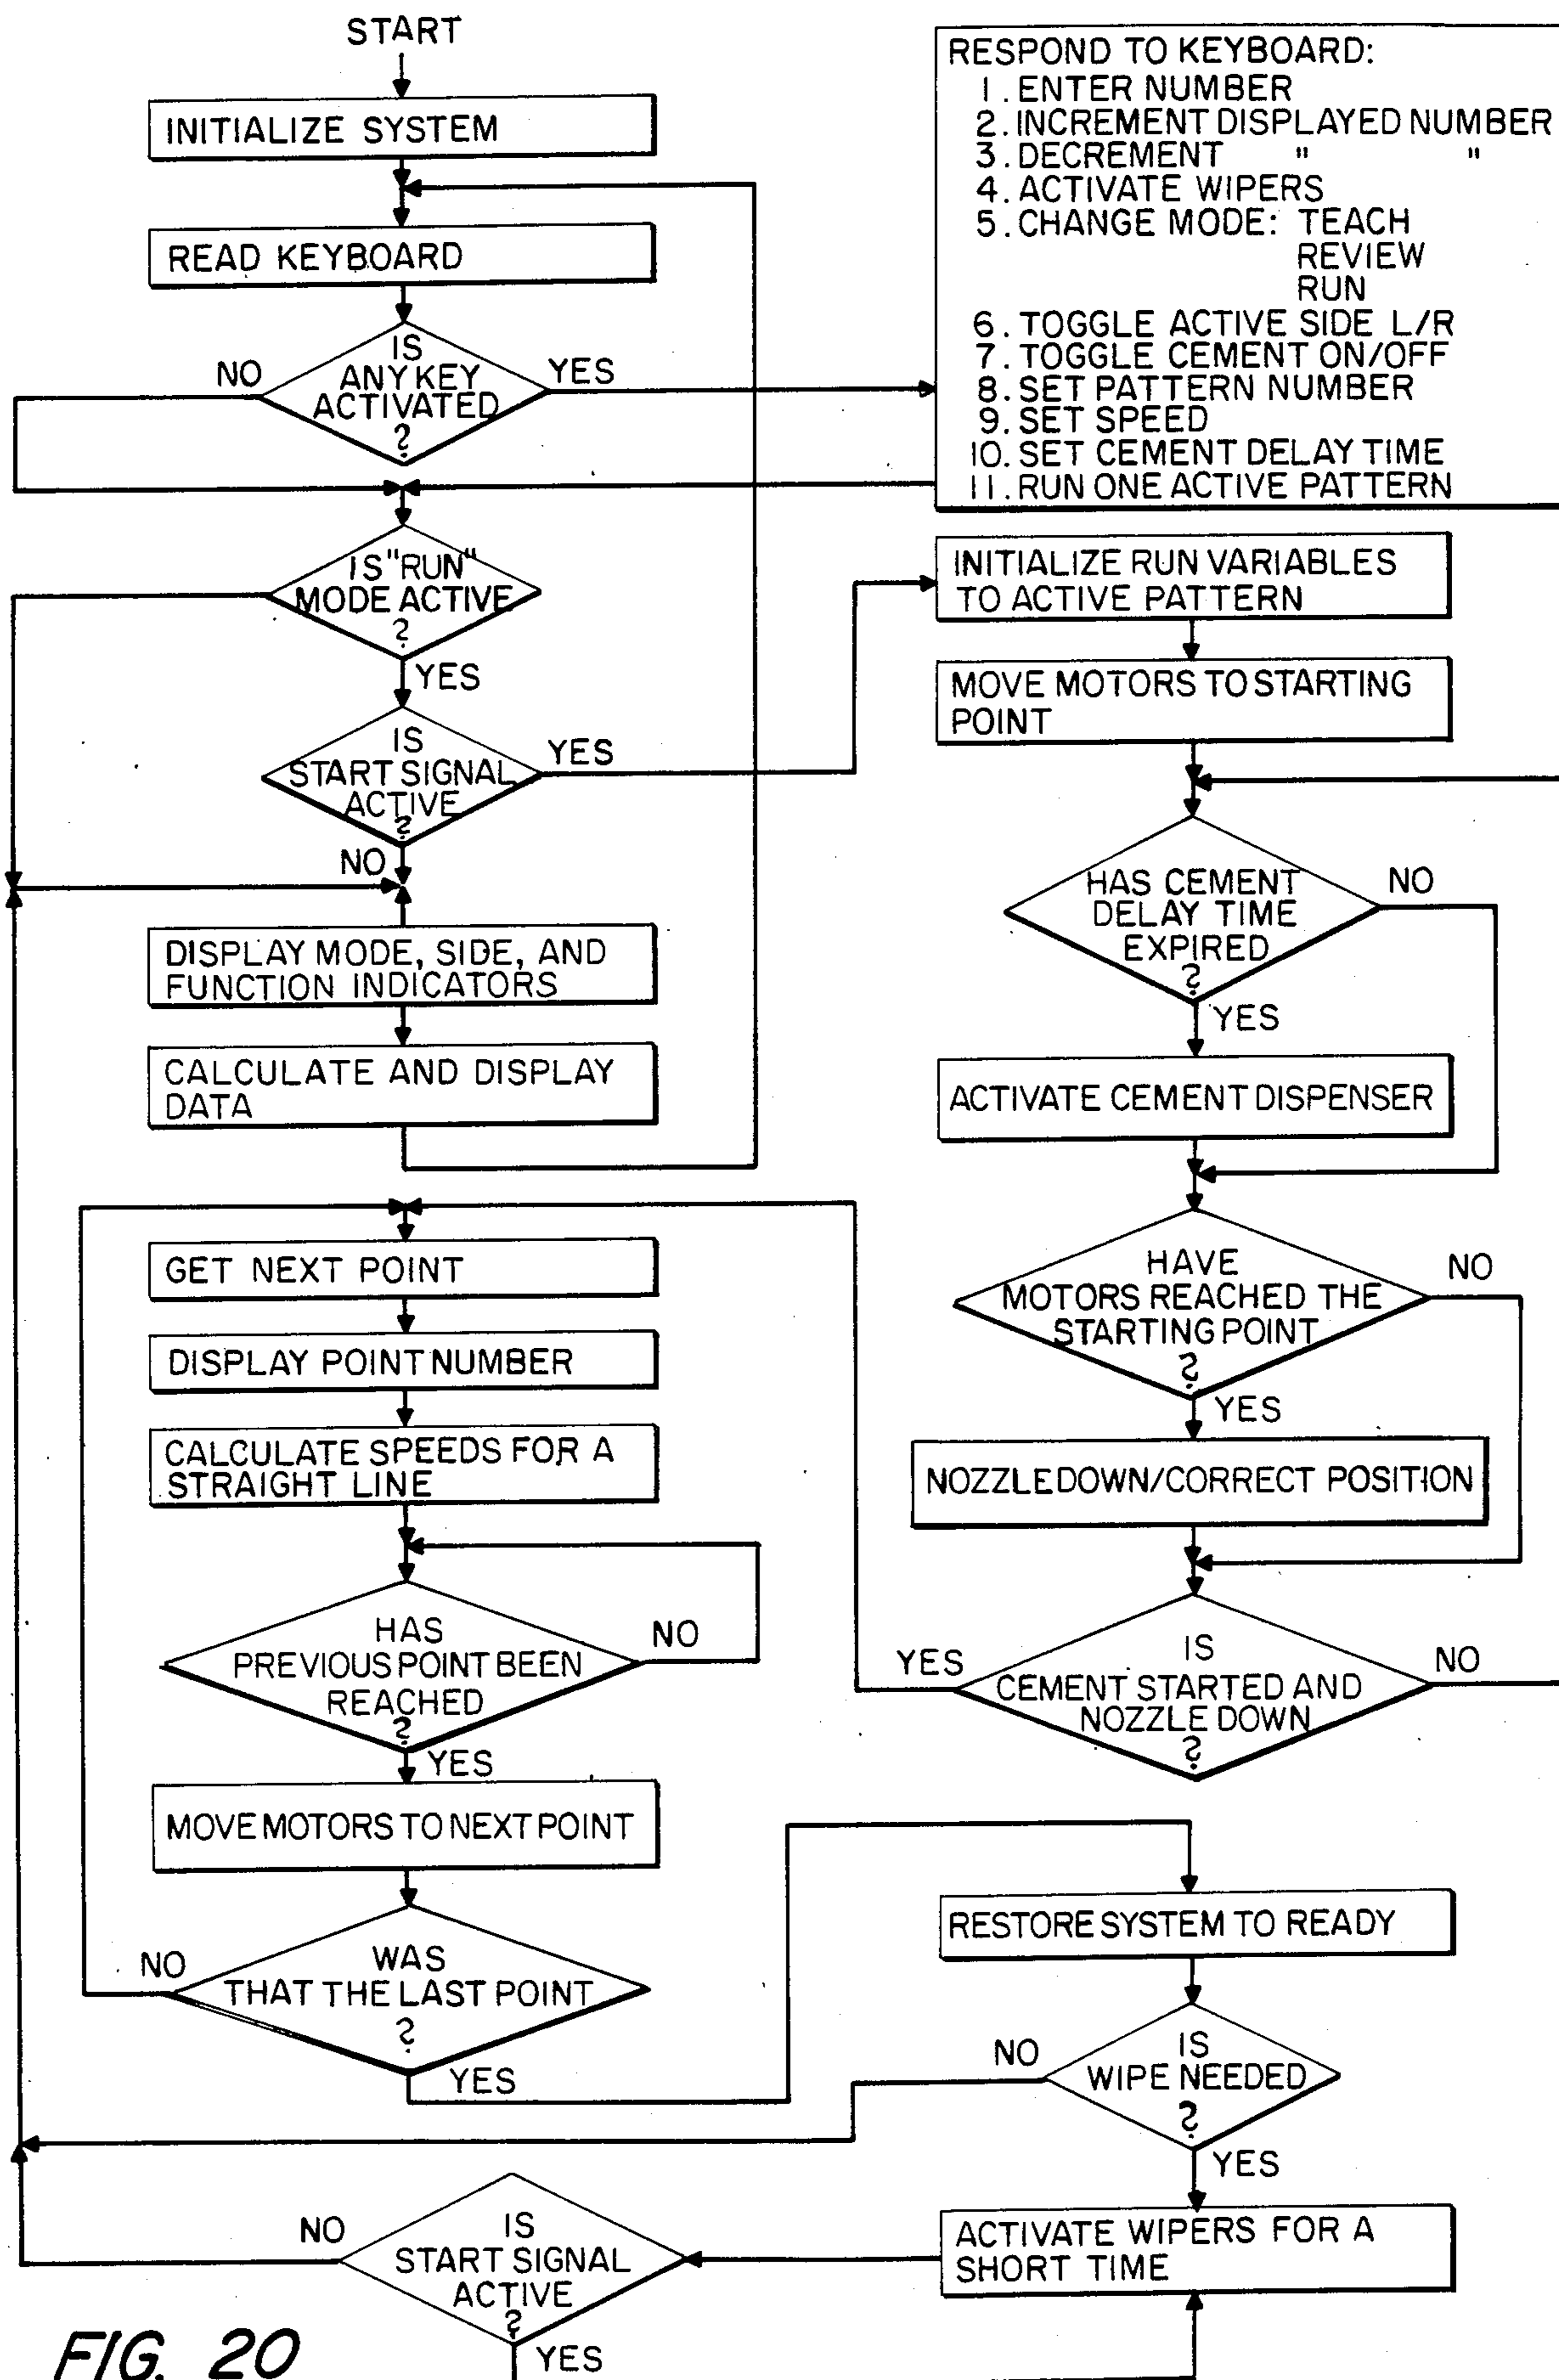 START
INITIALIZE SYSTEM
READ KEYBOARD
IS
ANY KEY
ACTIVATED
?
NO
YES
RESPOND TO KEYBOARD:
1. ENTER NUMBER
2. INCREMENT DISPLAYED NUMBER
3. DECREMENT " "
4. ACTIVATE WIPERS
5. CHANGE MODE: TEACH
REVIEW
RUN
6. TOGGLE ACTIVE SIDE L/R
7. TOGGLE CEMENT ON/OFF
8. SET PATTERN NUMBER
9. SET SPEED
10. SET CEMENT DELAY TIME
11. RUN ONE ACTIVE PATTERN
IS "RUN"
MODE ACTIVE
?
YES
IS
START SIGNAL
ACTIVE
?
YES
NO
DISPLAY MODE, SIDE, AND
FUNCTION INDICATORS
CALCULATE AND DISPLAY
DATA
INITIALIZE RUN VARIABLES
TO ACTIVE PATTERN
MOVE MOTORS TO STARTING
POINT
HAS CEMENT
DELAY TIME
EXPIRED
?
NO
YES
ACTIVATE CEMENT DISPENSER
HAVE
MOTORS REACHED THE
STARTING POINT
?
NO
YES
NOZZLE DOWN/CORRECT POSITION
IS
CEMENT STARTED AND
NOZZLE DOWN
?
YES
NO
GET NEXT POINT
DISPLAY POINT NUMBER
CALCULATE SPEEDS FOR A
STRAIGHT LINE
HAS
PREVIOUS POINT BEEN
REACHED
?
NO
YES
MOVE MOTORS TO NEXT POINT
WAS
THAT THE LAST POINT
?
NO
YES
RESTORE SYSTEM TO READY
IS
WIPE NEEDED
?
NO
YES
ACTIVATE WIPERS FOR A
SHORT TIME
IS
START SIGNAL
ACTIVE
?
NO
YES
FIG. 20